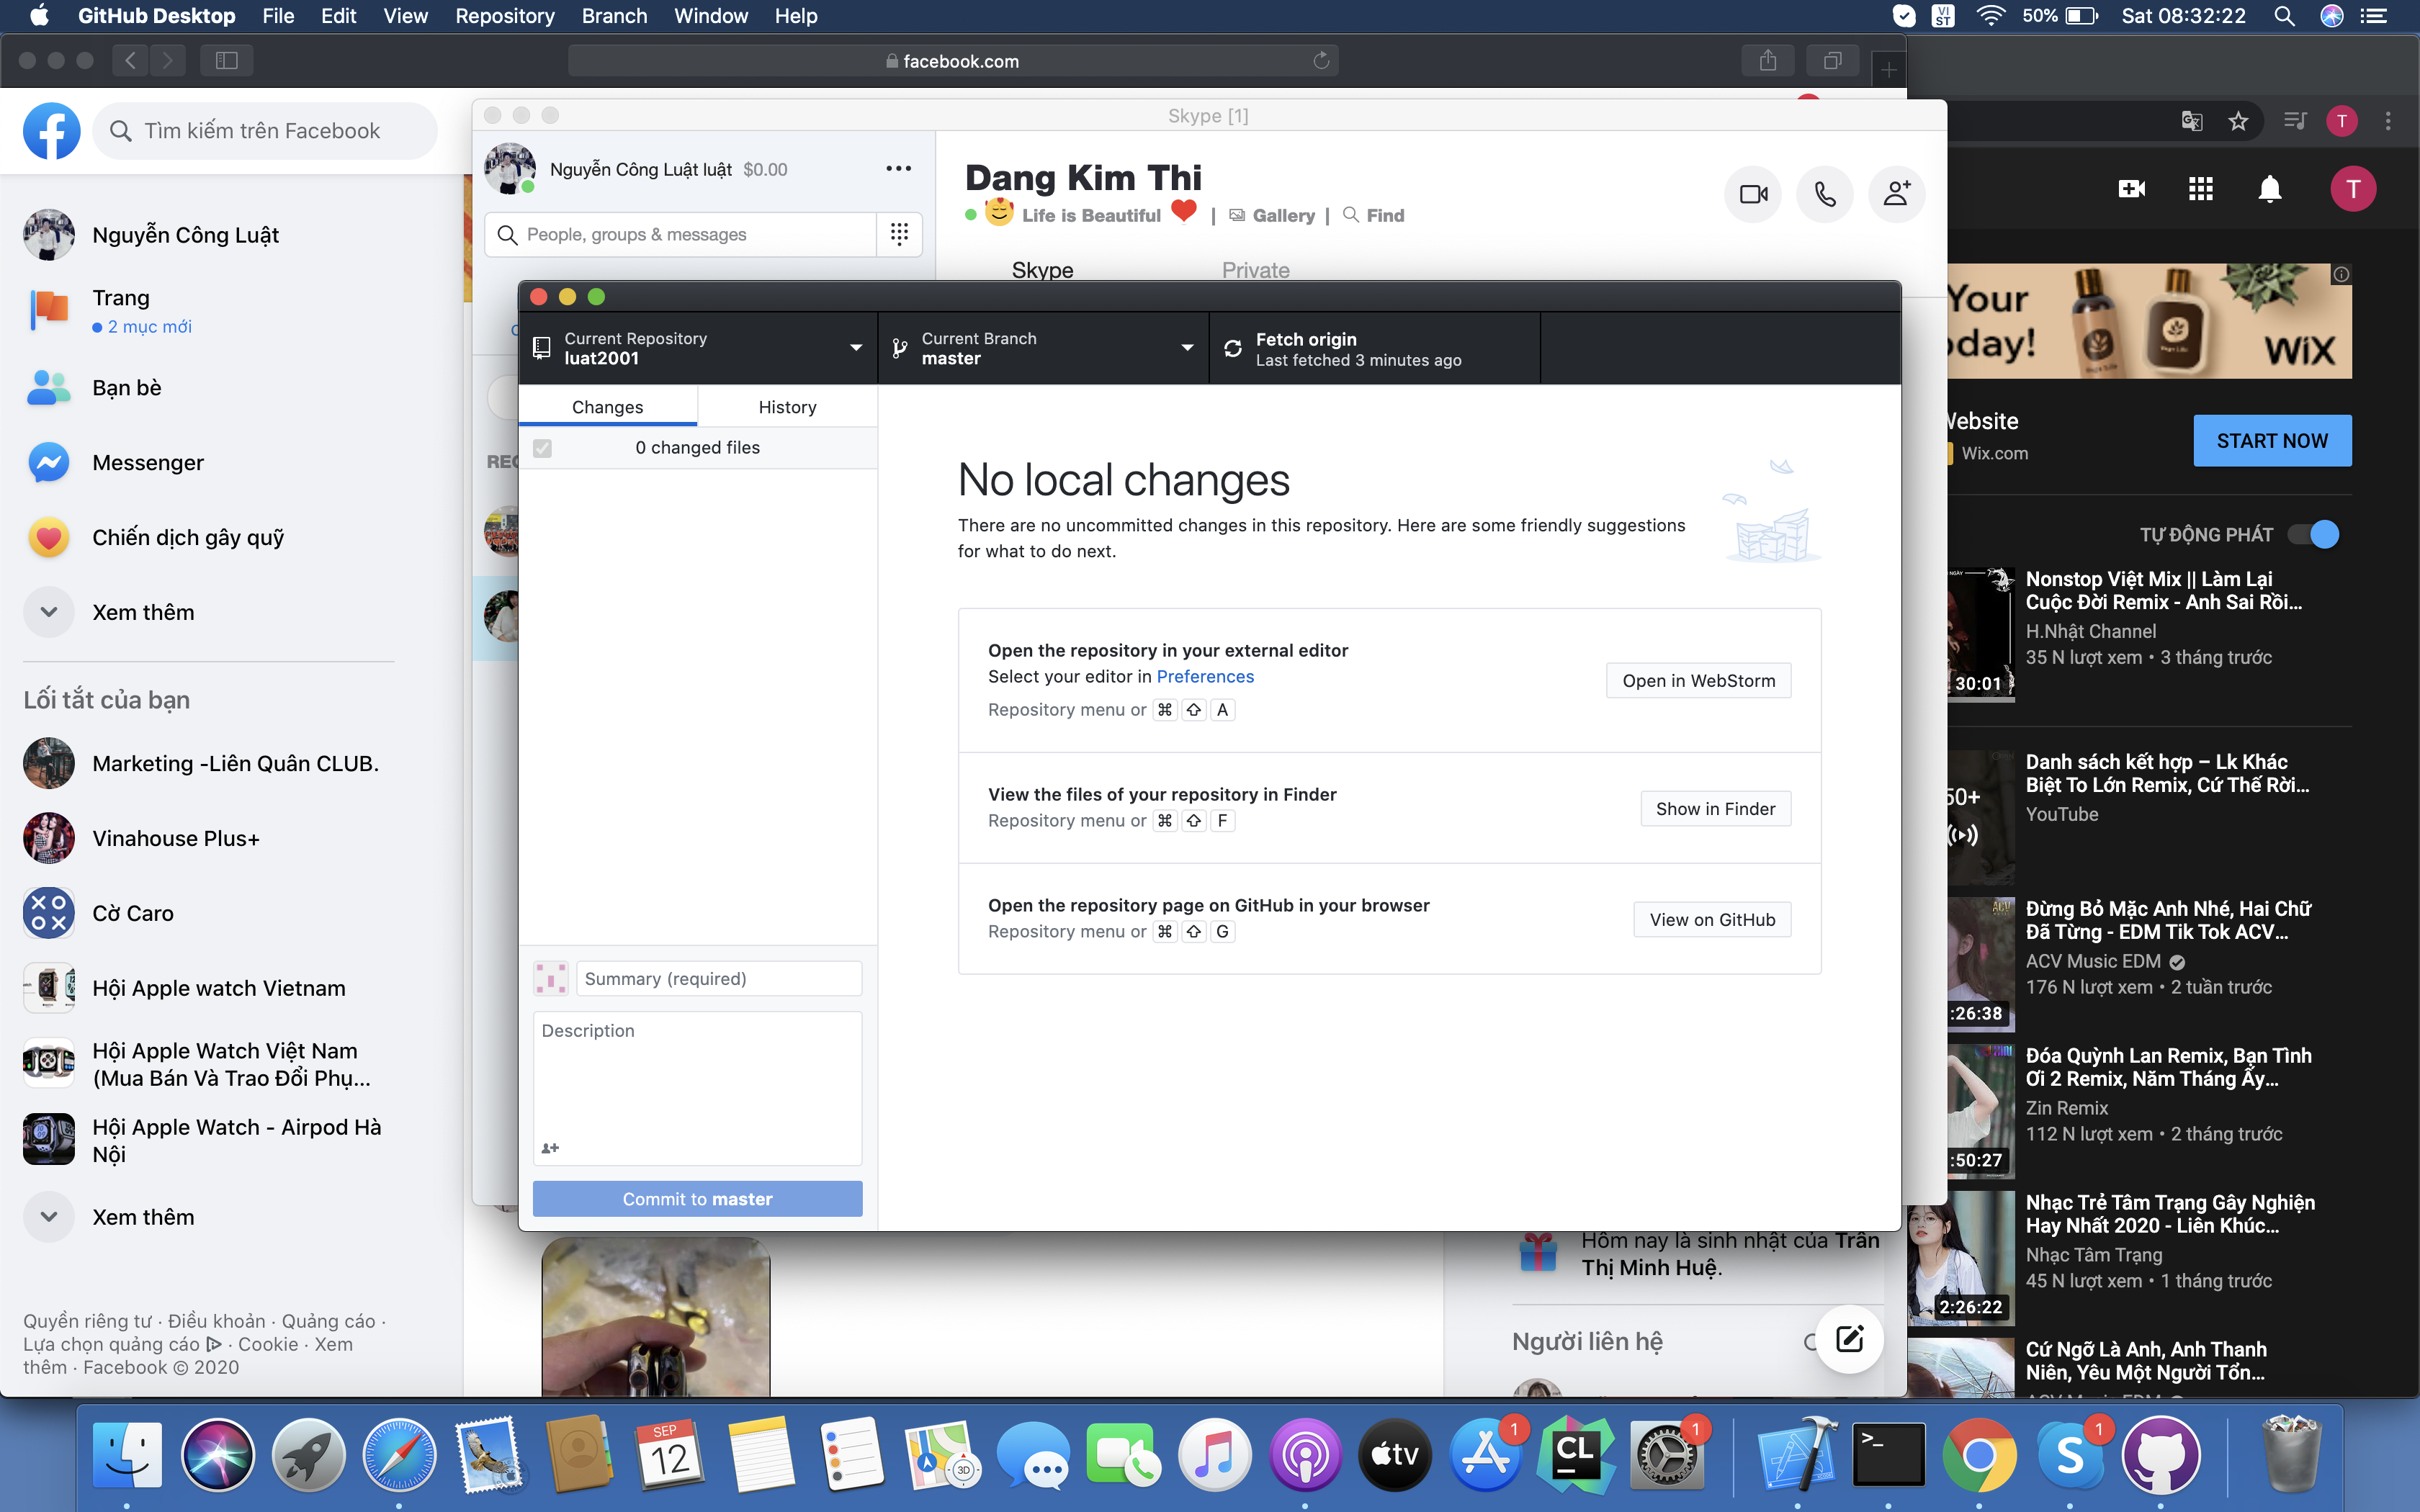 GitHub Desktop File Edit View Repository Branch Window Help
VI ST 50% Sat 08:32:22
facebook.com
Tìm kiếm trên Facebook
Nguyễn Công Luật
Trang
2 mục mới
Bạn bè
Messenger
Chiến dịch gây quỹ
Xem thêm
Lối tắt của bạn
Marketing -Liên Quân CLUB.
Vinahouse Plus+
Cờ Caro
Hội Apple watch Vietnam
Hội Apple Watch Việt Nam
(Mua Bán Và Trao Đổi Phụ...
Hội Apple Watch - Airpod Hà
Nội
Xem thêm
Quyền riêng tư · Điều khoản · Quảng cáo ·
Lựa chọn quảng cáo · Cookie · Xem
thêm · Facebook © 2020
Skype [1]
Nguyễn Công Luật luật $0.00
People, groups & messages
Dang Kim Thi
Life is Beautiful | Gallery | Find
Skype Private
REC
Current Repository
luat2001
Current Branch
master
Fetch origin
Last fetched 3 minutes ago
Changes History
0 changed files
Summary (required)
Description
Commit to master
No local changes
There are no uncommitted changes in this repository. Here are some friendly suggestions
for what to do next.
Open the repository in your external editor
Select your editor in Preferences
Repository menu or ⌘ ⇧ A
Open in WebStorm
View the files of your repository in Finder
Repository menu or ⌘ ⇧ F
Show in Finder
Open the repository page on GitHub in your browser
Repository menu or ⌘ ⇧ G
View on GitHub
Hôm nay là sinh nhật của Trần
Thị Minh Huệ.
Người liên hệ
T
T
Your
oday!
WiX
Website
Wix.com
START NOW
TỰ ĐỘNG PHÁT
Nonstop Việt Mix || Làm Lại
Cuộc Đời Remix - Anh Sai Rồi...
H.Nhật Channel
35 N lượt xem • 3 tháng trước
30:01
Danh sách kết hợp – Lk Khác
Biệt To Lớn Remix, Cứ Thế Rời...
YouTube
50+
Đừng Bỏ Mặc Anh Nhé, Hai Chữ
Đã Từng - EDM Tik Tok ACV...
ACV Music EDM
176 N lượt xem • 2 tuần trước
:26:38
Đóa Quỳnh Lan Remix, Bạn Tình
Ơi 2 Remix, Năm Tháng Ấy...
Zin Remix
112 N lượt xem • 2 tháng trước
:50:27
Nhạc Trẻ Tâm Trạng Gây Nghiện
Hay Nhất 2020 - Liên Khúc...
Nhạc Tâm Trạng
45 N lượt xem • 1 tháng trước
2:26:22
Cứ Ngỡ Là Anh, Anh Thanh
Niên, Yêu Một Người Tổn...
SEP
12
3D
tv
1
CL
1
>_
S
1